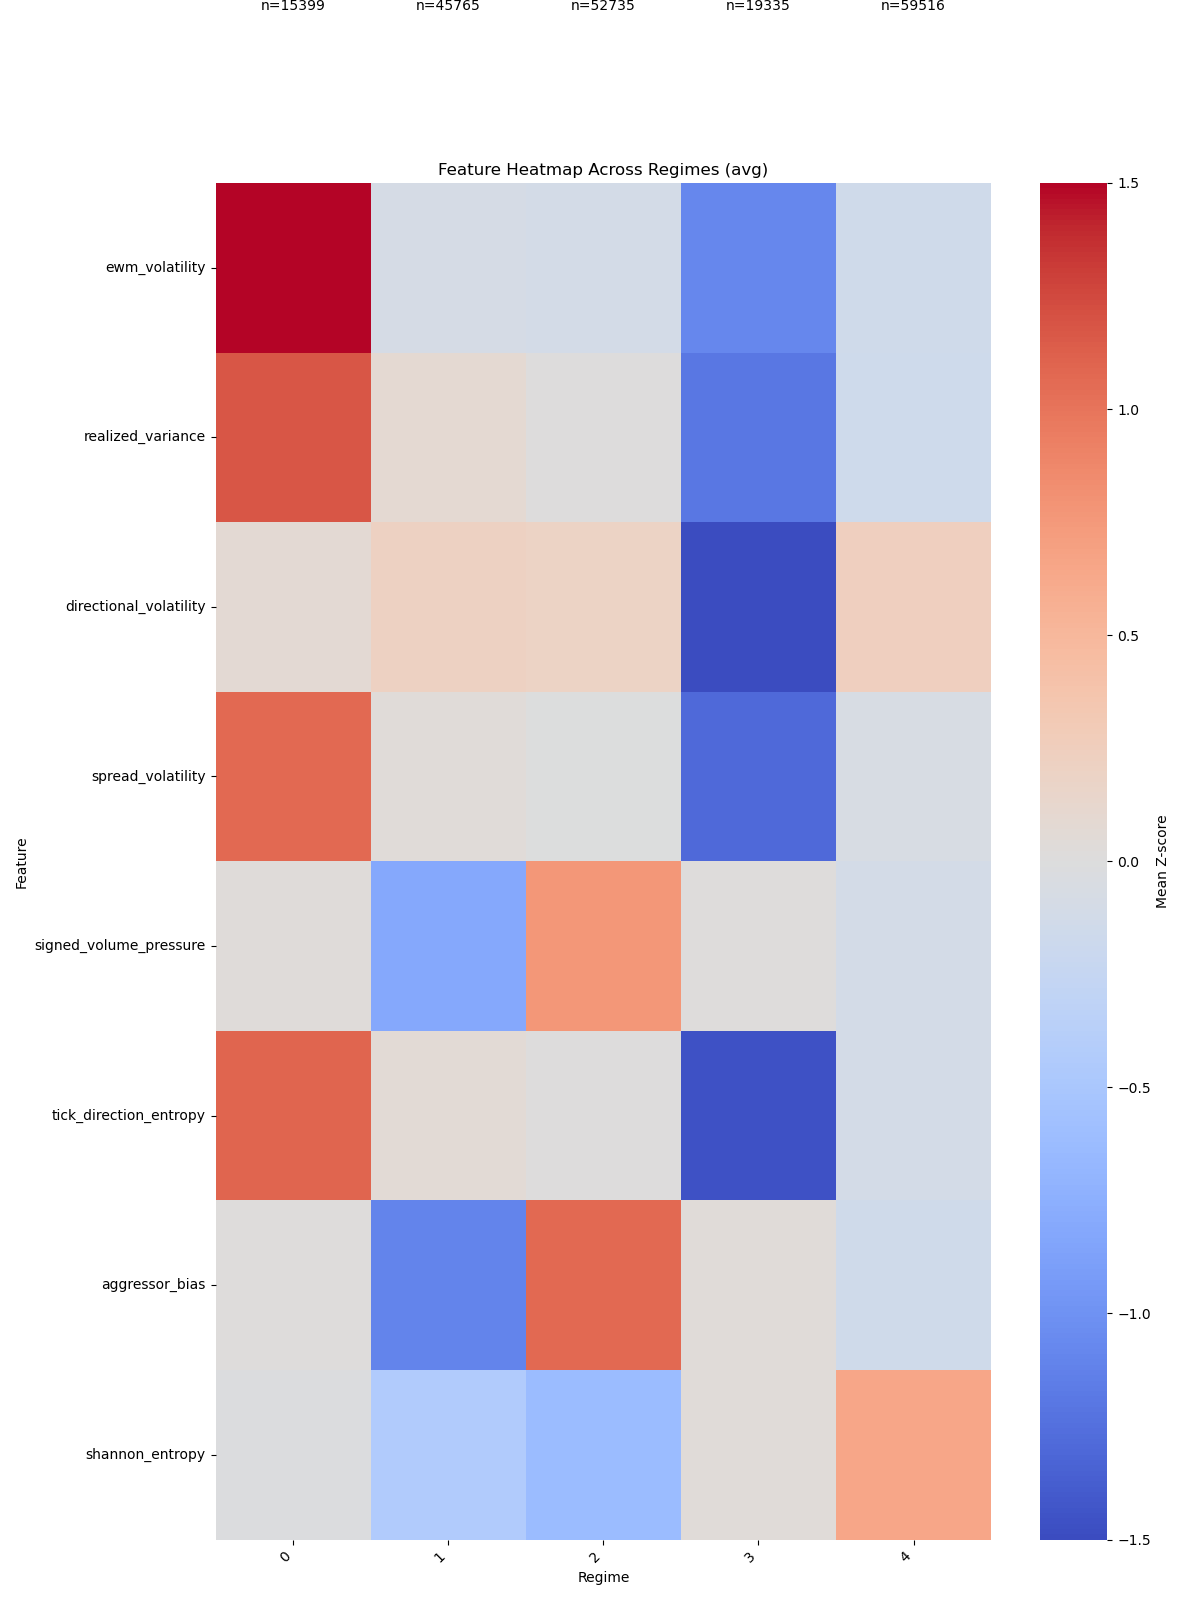 n=15399 n=45765 n=52735 n=19335 n=59516
Feature Heatmap Across Regimes (avg)
ewm_volatility
realized_variance
directional_volatility
spread_volatility
signed_volume_pressure
tick_direction_entropy
aggressor_bias
shannon_entropy
Feature
0 1 2 3 4
Regime
1.5
1.0
0.5
0.0
−0.5
−1.0
−1.5
Mean Z-score